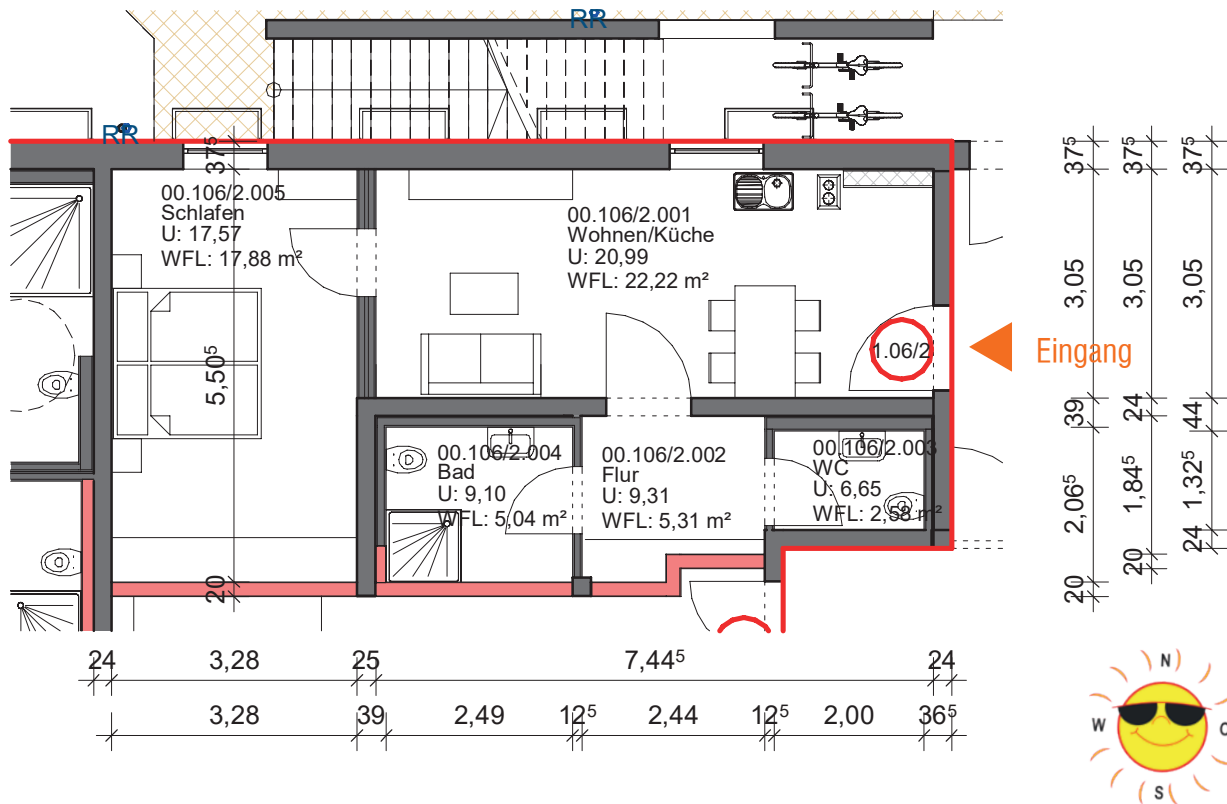 RR
RR
37⁵
00.106/2.005
Schlafen
U: 17,57
WFL: 17,88 m²
5,50⁵
20
00.106/2.001
Wohnen/Küche
U: 20,99
WFL: 22,22 m²
1.06/2
Eingang
00.106/2.004
Bad
U: 9,10
WFL: 5,04 m²
00.106/2.002
Flur
U: 9,31
WFL: 5,31 m²
00.106/2.003
WC
U: 6,65
WFL: 2,58 m²
37⁵ 37⁵ 37⁵
3,05 3,05 3,05
39 24 44
2,06⁵ 1,84⁵ 1,32⁵
20 20 24
24 3,28 25 7,44⁵ 24
3,28 39 2,49 12⁵ 2,44 12⁵ 2,00 36⁵
N
W O
S